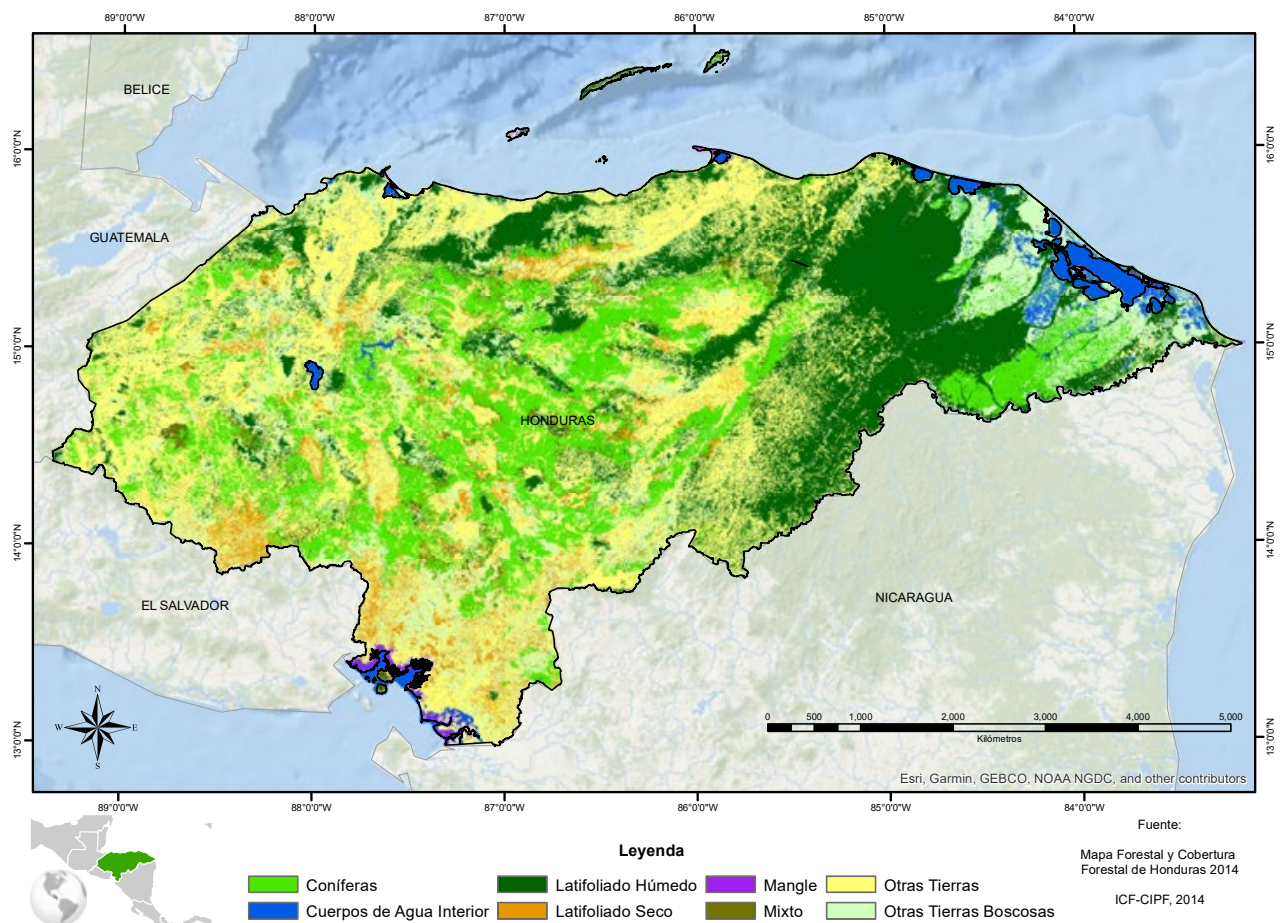 89°0'0"W 88°0'0"W 87°0'0"W 86°0'0"W 85°0'0"W 84°0'0"W
BELICE
16°0'0"N 16°0'0"N
GUATEMALA
15°0'0"N 15°0'0"N
HONDURAS
14°0'0"N 14°0'0"N
EL SALVADOR
NICARAGUA
N
W E
S
0 500 1,000 2,000 3,000 4,000 5,000
Kilómetros
13°0'0"N 13°0'0"N
Esri, Garmin, GEBCO, NOAA NGDC, and other contributors
89°0'0"W 88°0'0"W 87°0'0"W 86°0'0"W 85°0'0"W 84°0'0"W
Leyenda
Coníferas
Latifoliado Húmedo
Mangle
Otras Tierras
Cuerpos de Agua Interior
Latifoliado Seco
Mixto
Otras Tierras Boscosas
Fuente:
Mapa Forestal y Cobertura
Forestal de Honduras 2014
ICF-CIPF, 2014